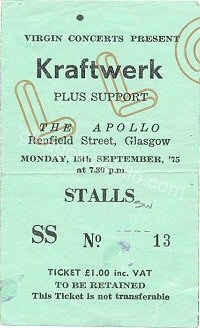 VIRGIN CONCERTS PRESENT
Kraftwerk
PLUS SUPPORT
THE APOLLO
Renfield Street, Glasgow
MONDAY, 15th SEPTEMBER, '75
at 7.30 p.m.
STALLS
SS No 13
TICKET £1.00 inc. VAT
TO BE RETAINED
This Ticket is not transferable